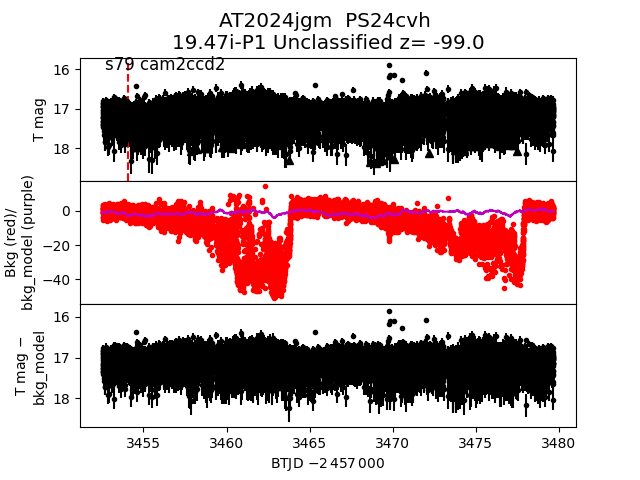 AT2024jgm  PS24cvh
19.47i-P1 Unclassified z= -99.0
s79 cam2ccd2
16
17
18
T mag
0
−20
−40
Bkg (red)/
bkg_model (purple)
16
17
18
T mag −
bkg_model
3455
3460
3465
3470
3475
3480
BTJD −2 457 000